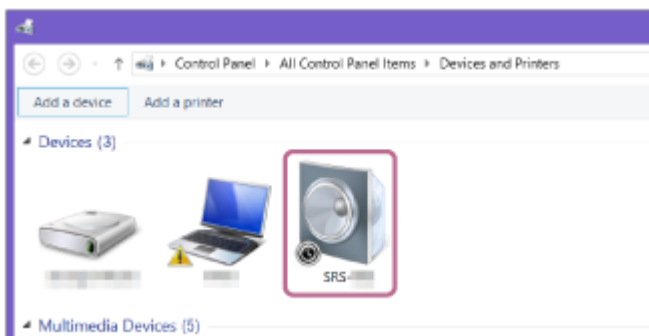 Control Panel All Control Panel Items Devices and Printers
Add a device Add a printer
Devices (3)
SRS-
Multimedia Devices (5)